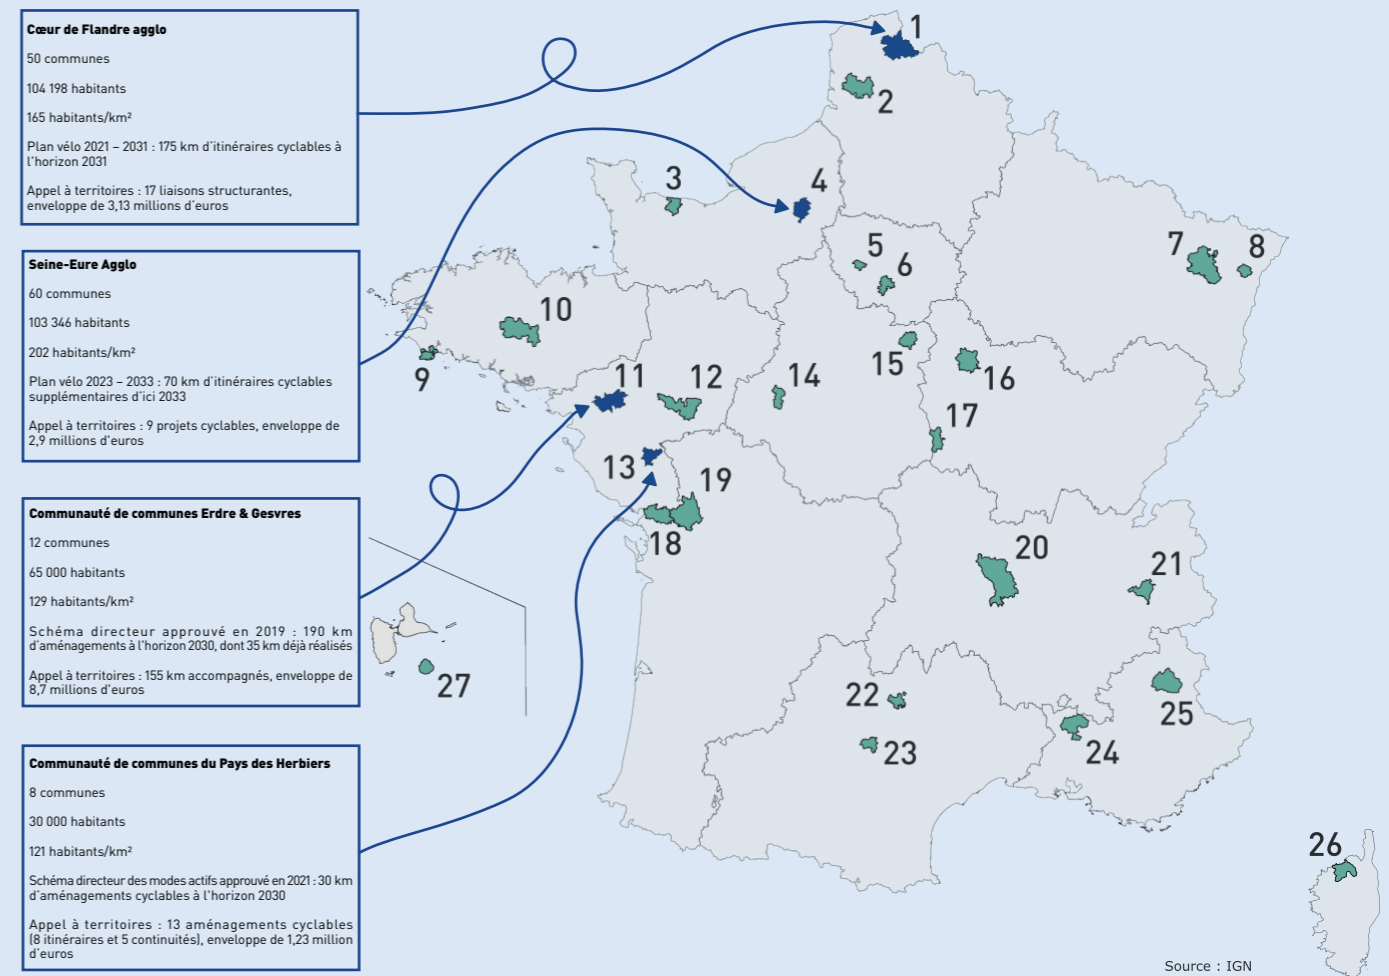 Cœur de Flandre agglo
50 communes
104 198 habitants
165 habitants/km²
Plan vélo 2021 – 2031 : 175 km d'itinéraires cyclables à
l'horizon 2031
Appel à territoires : 17 liaisons structurantes,
enveloppe de 3,13 millions d'euros
Seine-Eure Agglo
60 communes
103 346 habitants
202 habitants/km²
Plan vélo 2023 – 2033 : 70 km d'itinéraires cyclables
supplémentaires d'ici 2033
Appel à territoires : 9 projets cyclables, enveloppe de
2,9 millions d'euros
Communauté de communes Erdre & Gesvres
12 communes
65 000 habitants
129 habitants/km²
Schéma directeur approuvé en 2019 : 190 km
d'aménagements à l'horizon 2030, dont 35 km déjà réalisés
Appel à territoires : 155 km accompagnés, enveloppe de
8,7 millions d'euros
Communauté de communes du Pays des Herbiers
8 communes
30 000 habitants
121 habitants/km²
Schéma directeur des modes actifs approuvé en 2021 : 30 km
d'aménagements cyclables à l'horizon 2030
Appel à territoires : 13 aménagements cyclables
(8 itinéraires et 5 continuités), enveloppe de 1,23 million
d'euros
1
2
3
4
5
6
7
8
9
10
11
12
13
14
15
16
17
18
19
20
21
22
23
24
25
26
27
Source : IGN